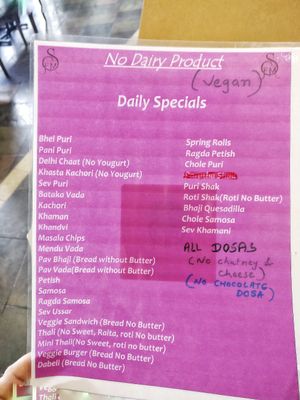 No Dairy Product
(vegan)
Daily Specials
Bhel Puri
Pani Puri
Delhi Chaat (No Yougurt)
Khasta Kachori (No Yougurt)
Sev Puri
Bataka Vada
Kachori
Khaman
Khandvi
Masala Chips
Mendu Vada
Pav Bhaji (Bread without Butter)
Pav Vada(Bread without Butter)
Petish
Samosa
Ragda Samosa
Sev Ussar
Veggie Sandwich (Bread No Butter)
Thali (No Sweet, Raita, roti No butter)
Mini Thali(No Sweet, roti no butter)
Veggie Burger (Bread No Butter)
Dabeli (Bread No Butter)
Spring Rolls
Ragda Petish
Chole Puri
Puri Shak
Roti Shak(Roti No Butter)
Bhaji Quesadilla
Chole Samosa
Sev Khamani
ALL DOSAS
(No chutney &
cheese)
(NO CHOCOLATE
DOSA)
Thali